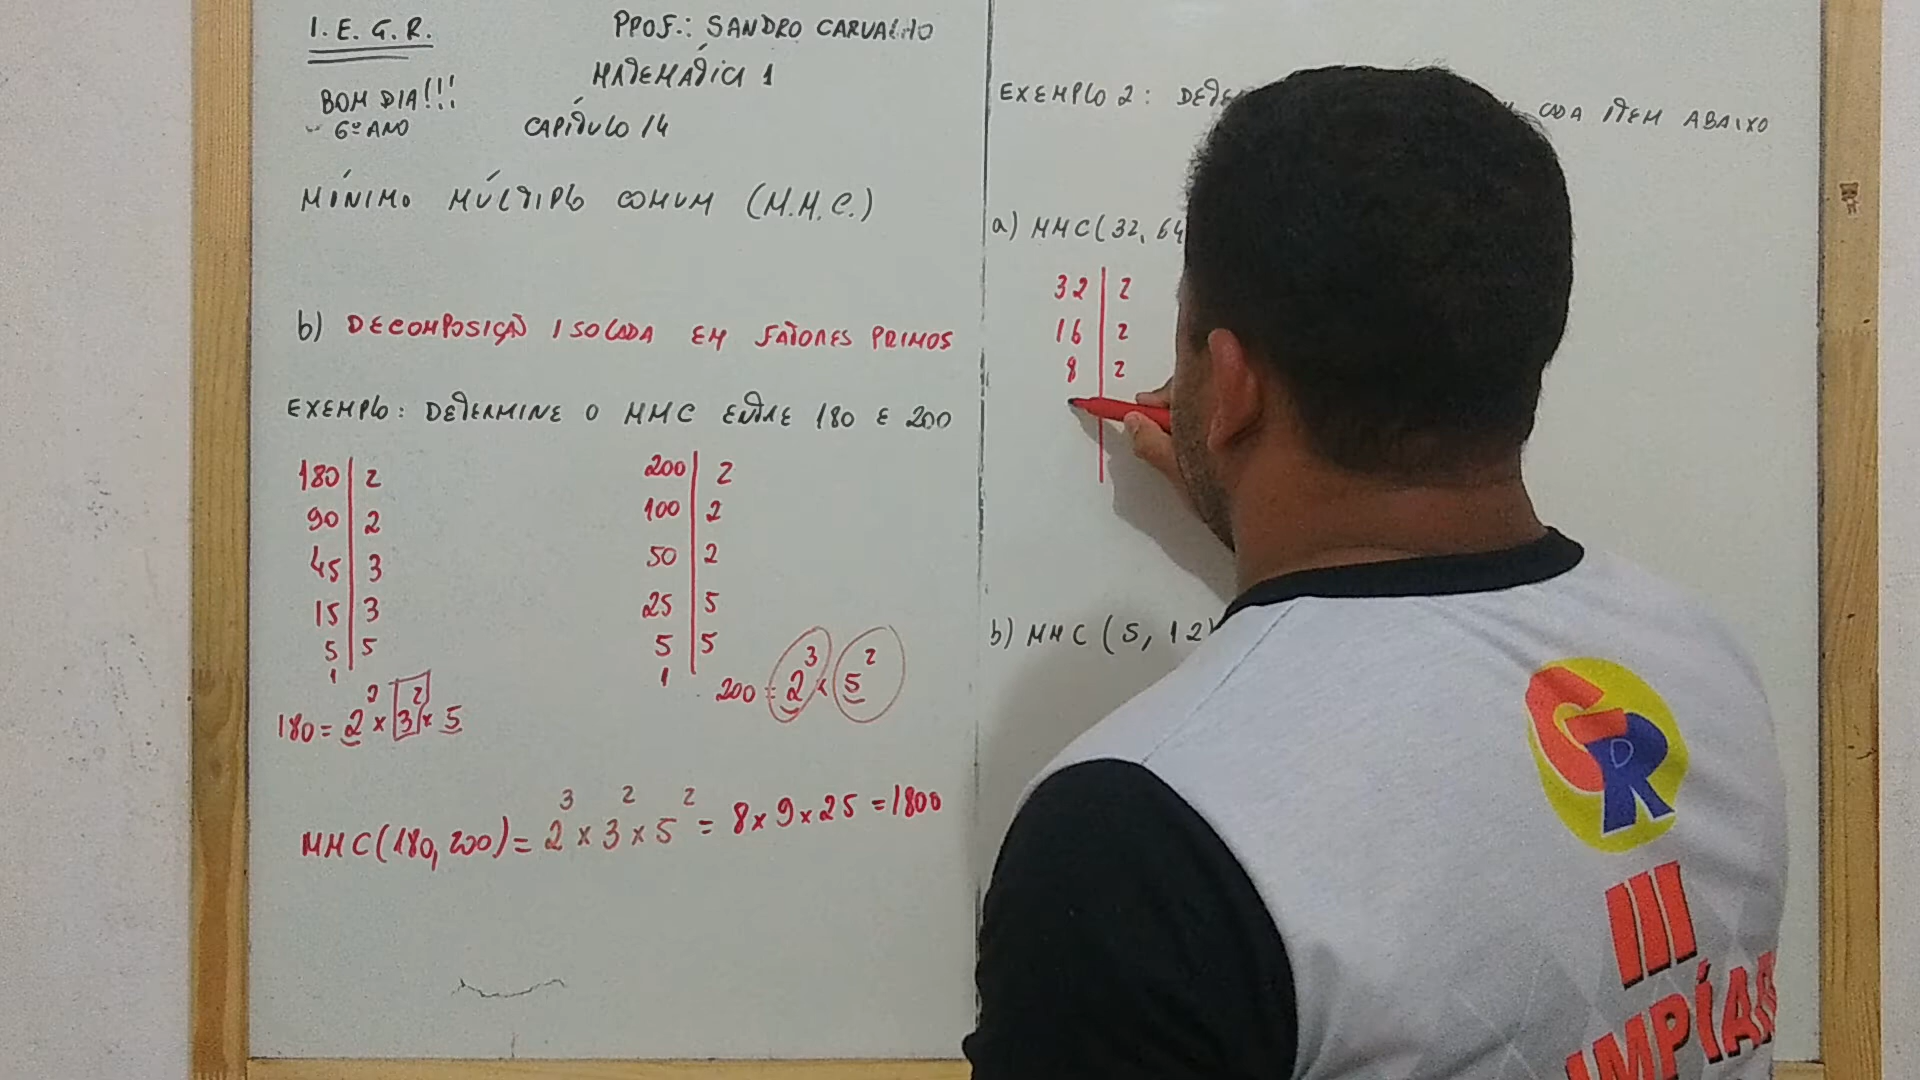 I. E. G. R.
PROF.: SANDRO CARVALHO
MATEMÁTICA 1
BOM DIA!!!
6º ANO
CAPÍTULO 14
MÍNIMO MÚLTIPLO COMUM (M.M.C.)
b) DECOMPOSIÇÃO ISOLADA EM FATORES PRIMOS
EXEMPLO: DETERMINE O MMC ENTRE 180 E 200
180 | 2
90 | 2
45 | 3
15 | 3
5 | 5
1
180 = 2² × 3² × 5
200 | 2
100 | 2
50 | 2
25 | 5
5 | 5
1
200 = 2³ × 5²
MMC(180, 200) = 2³ × 3² × 5² = 8 × 9 × 25 = 1800
EXEMPLO 2: ITEM ABAIXO
a) MMC(32, 64
32 | 2
16 | 2
8 | 2
b) MMC (5, 12)
GR
III